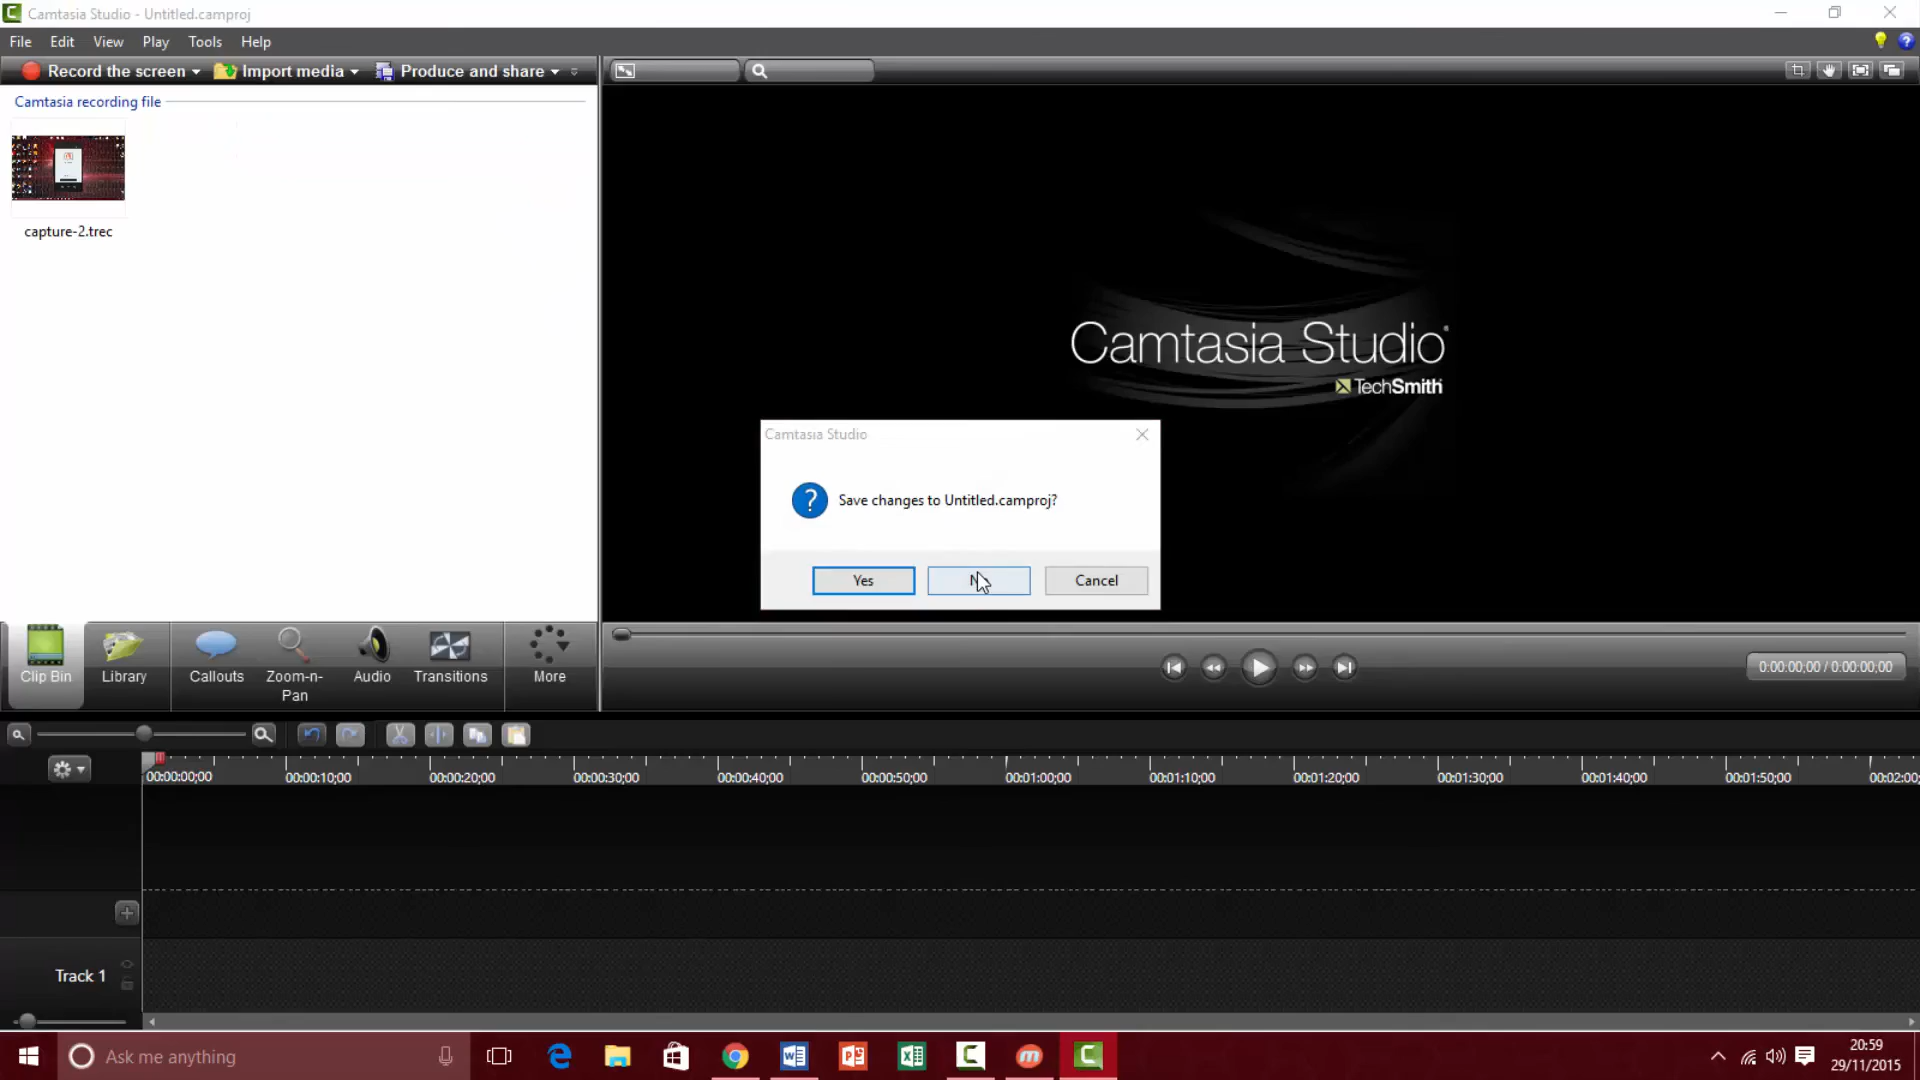 Camtasia Studio - Untitled.camproj
File Edit View Play Tools Help
Record the screen Import media Produce and share
Camtasia recording file
capture-2.trec
Camtasia Studio
TechSmith
Camtasia Studio
Save changes to Untitled.camproj?
Yes
Cancel
Clip Bin Library Callouts Zoom-n-Pan Audio Transitions More
0:00:00;00 / 0:00:00;00
00:00:00;00 00:00:10;00 00:00:20;00 00:00:30;00 00:00:40;00 00:00:50;00 00:01:00;00 00:01:10;00 00:01:20;00 00:01:30;00 00:01:40;00 00:01:50;00 00:02:00;
Track 1
Ask me anything
20:59
29/11/2015